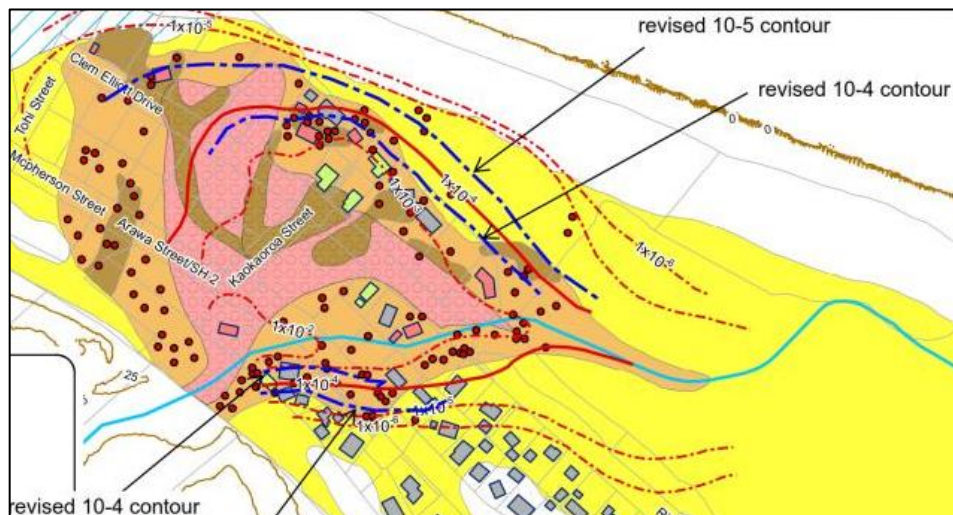 revised 10-5 contour
1x10-5
Clem Elliott Drive
Tohi Street
revised 10-4 contour
0 0
Mcpherson Street
1x10-3
1x10-4
Arawa Street/SH 2
Kaokaoroa Street
1x10-6
1x10-2
25
1x10-4
1x10-5
1x10-6
revised 10-4 contour